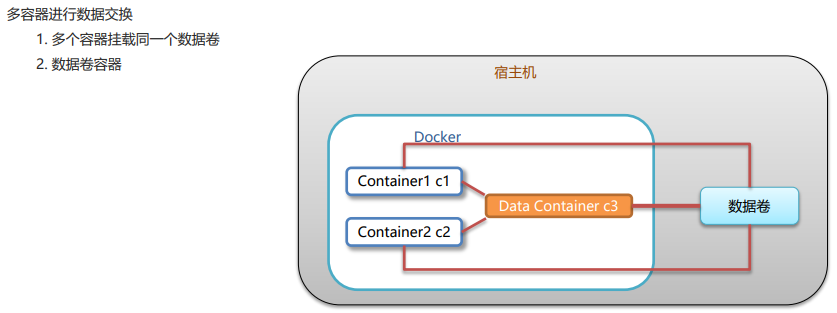 多容器进行数据交换
1. 多个容器挂载同一个数据卷
2. 数据卷容器
宿主机
Docker
Container1 c1
Data Container c3
数据卷
Container2 c2